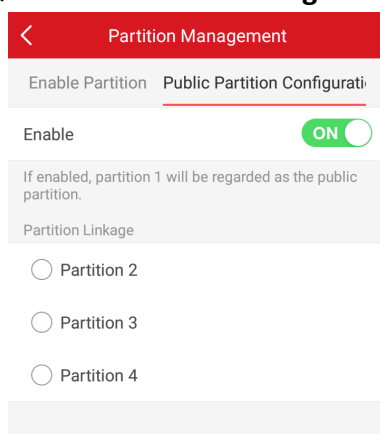 Partition Management
Enable Partition Public Partition Configurati
Enable ON
If enabled, partition 1 will be regarded as the public
partition.
Partition Linkage
Partition 2
Partition 3
Partition 4